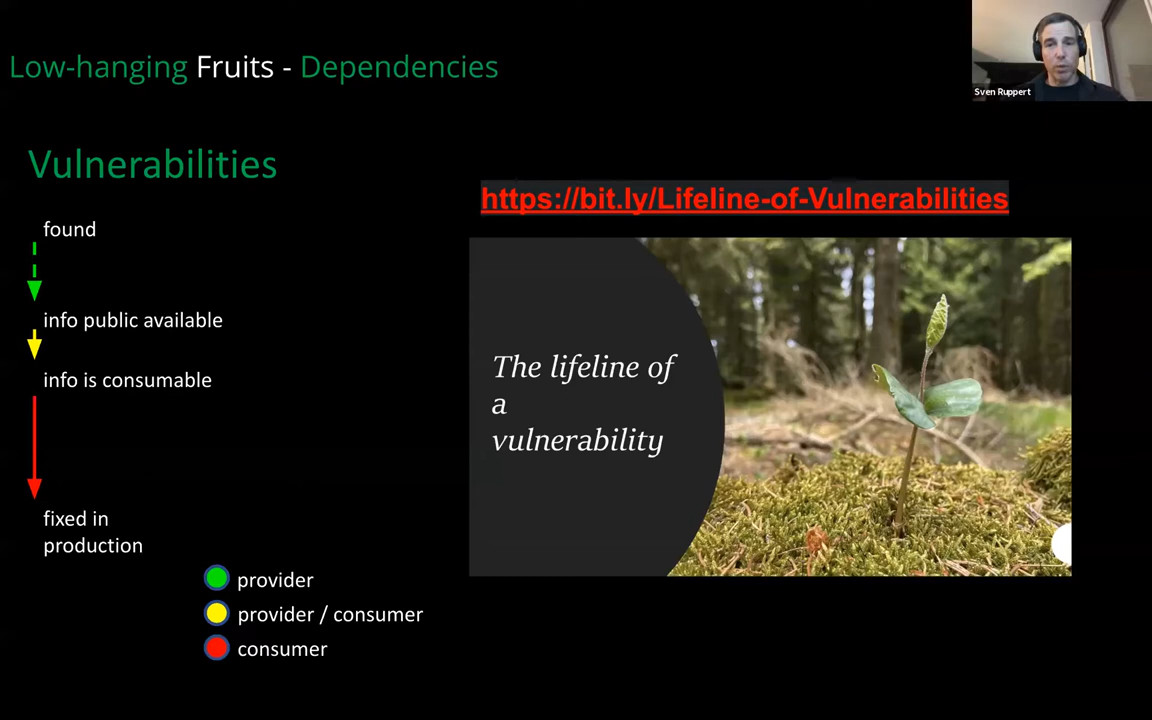 Low-hanging Fruits - Dependencies
Sven Ruppert
Vulnerabilities
https://bit.ly/Lifeline-of-Vulnerabilities
found
info public available
info is consumable
fixed in
production
The lifeline of
a
vulnerability
provider
provider / consumer
consumer